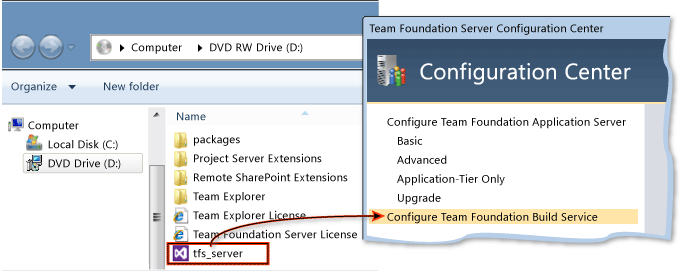 Computer
DVD RW Drive (D:)
Organize
New folder
Computer
Local Disk (C:)
DVD Drive (D:)
Name
packages
Project Server Extensions
Remote SharePoint Extensions
Team Explorer
Team Explorer License
Team Foundation Server License
tfs_server
Team Foundation Server Configuration Center
Configuration Center
Configure Team Foundation Application Server
Basic
Advanced
Application-Tier Only
Upgrade
Configure Team Foundation Build Service